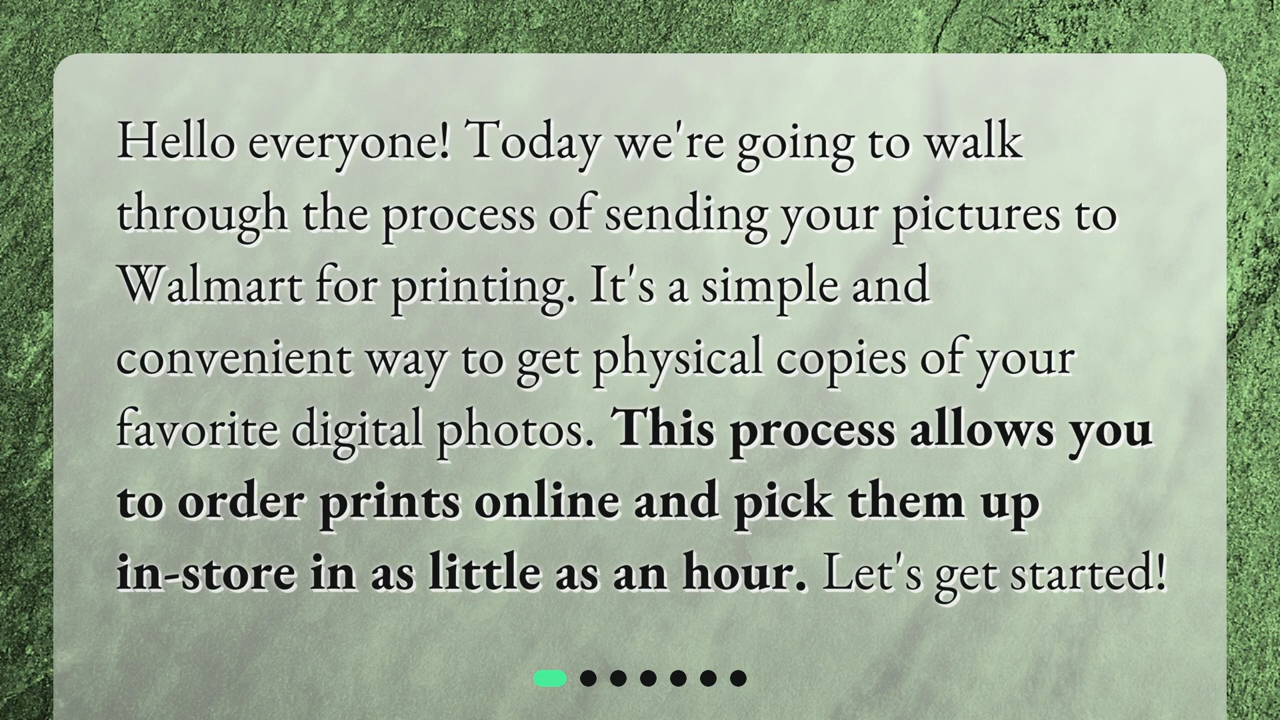 Hello everyone! Today we're going to walk
through the process of sending your pictures to
Walmart for printing. It's a simple and
convenient way to get physical copies of your
favorite digital photos. This process allows you
to order prints online and pick them up
in-store in as little as an hour. Let's get started!